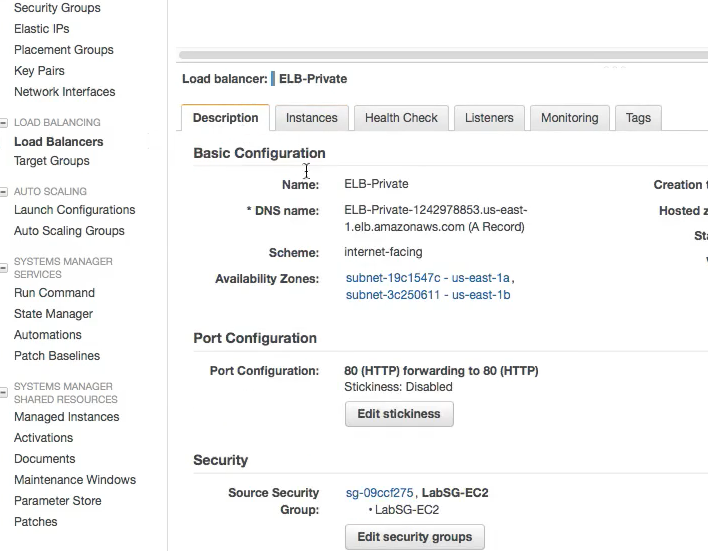 Security Groups
Elastic IPs
Placement Groups
Key Pairs
Network Interfaces
LOAD BALANCING
Load Balancers
Target Groups
AUTO SCALING
Launch Configurations
Auto Scaling Groups
SYSTEMS MANAGER
SERVICES
Run Command
State Manager
Automations
Patch Baselines
SYSTEMS MANAGER
SHARED RESOURCES
Managed Instances
Activations
Documents
Maintenance Windows
Parameter Store
Patches
Load balancer: ELB-Private
Description Instances Health Check Listeners Monitoring Tags
Basic Configuration
Name: ELB-Private
* DNS name: ELB-Private-1242978853.us-east-
1.elb.amazonaws.com (A Record)
Scheme: internet-facing
Availability Zones: subnet-19c1547c - us-east-1a,
subnet-3c250611 - us-east-1b
Creation
Hosted
Port Configuration
Port Configuration: 80 (HTTP) forwarding to 80 (HTTP)
Stickiness: Disabled
Edit stickiness
Security
Source Security
Group:
sg-09ccf275, LabSG-EC2
• LabSG-EC2
Edit security groups